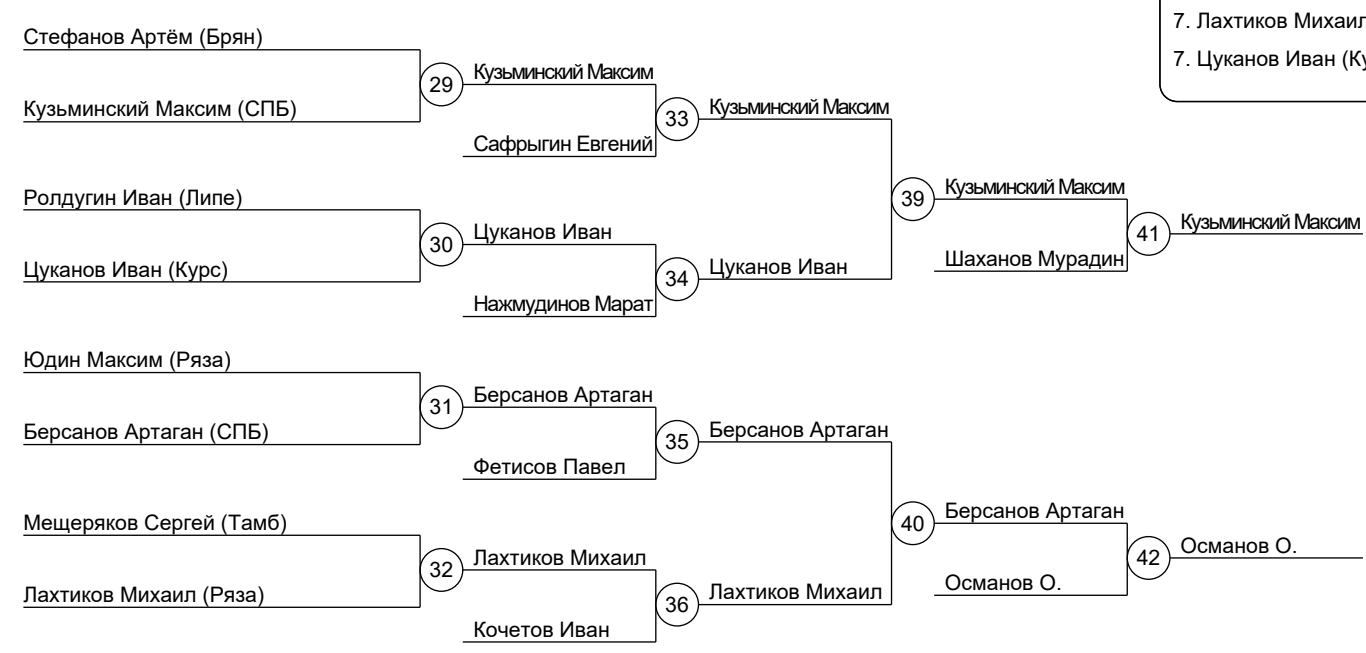 7. Лахтиков Михаил
7. Цуканов Иван (Ку
Стефанов Артём (Брян)
29
Кузьминский Максим
Кузьминский Максим (СПБ)
33
Кузьминский Максим
Сафрыгин Евгений
39
Кузьминский Максим
Ролдугин Иван (Липе)
30
Цуканов Иван
41
Кузьминский Максим
Цуканов Иван (Курс)
34
Цуканов Иван
Шаханов Мурадин
Нажмудинов Марат
Юдин Максим (Ряза)
31
Берсанов Артаган
Берсанов Артаган (СПБ)
35
Берсанов Артаган
Фетисов Павел
40
Берсанов Артаган
Мещеряков Сергей (Тамб)
32
Лахтиков Михаил
42
Османов О.
Лахтиков Михаил (Ряза)
36
Лахтиков Михаил
Османов О.
Кочетов Иван